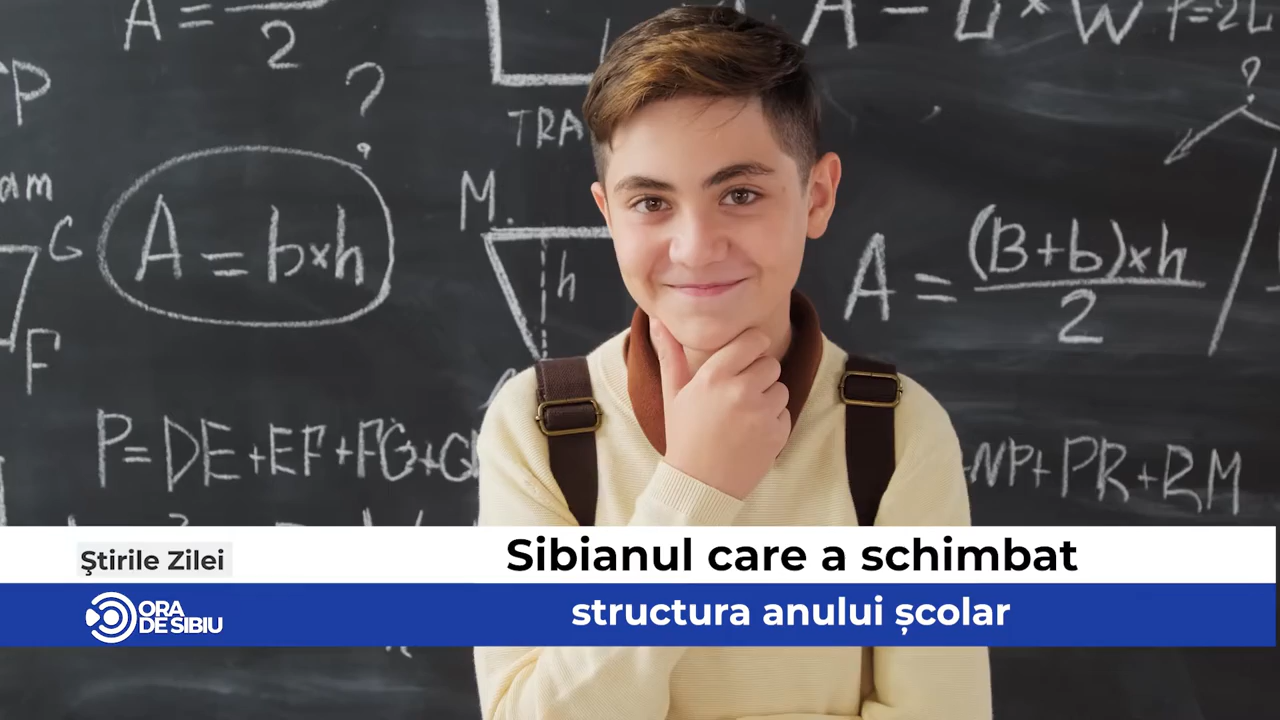 A = 2
A = L × W
P=2L
P
?
?
TRA
am
M.
G
A = b×h
h
A = (B+b)×h
2
F
P=DE+EF+FG+G
NP+PR+RM
Ştirile Zilei
Sibianul care a schimbat
ORA
DE SIBIU
structura anului școlar